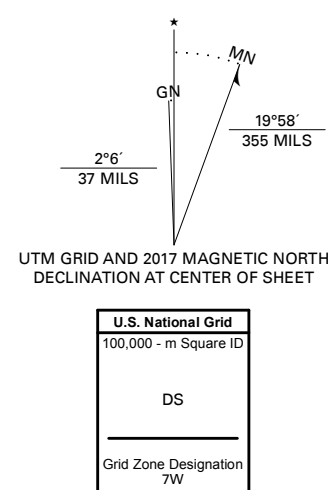 MN
GN
19°58´
355 MILS
2°6´
37 MILS
UTM GRID AND 2017 MAGNETIC NORTH
DECLINATION AT CENTER OF SHEET
U.S. National Grid
100,000 - m Square ID
DS
Grid Zone Designation
7W